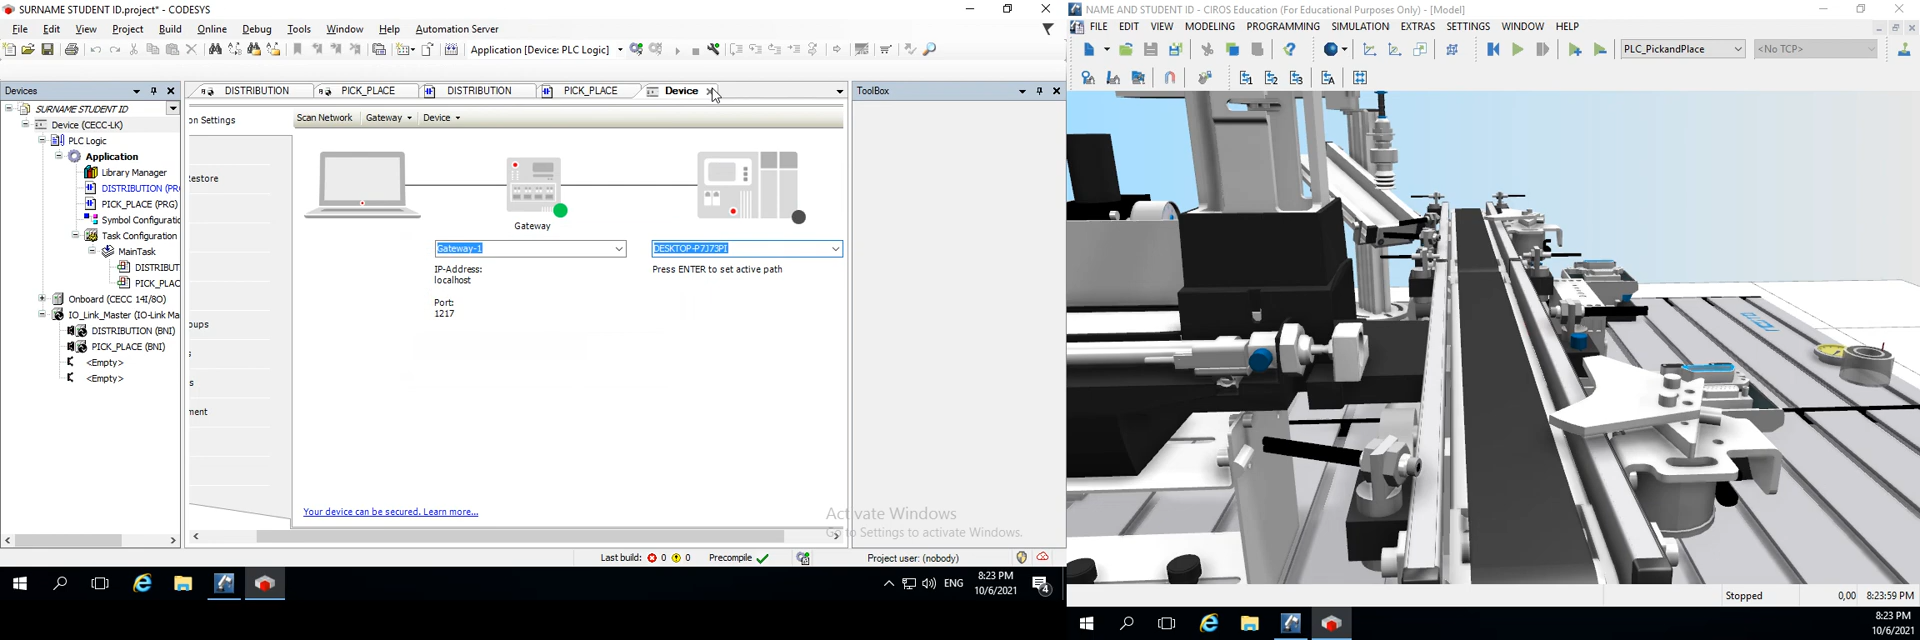 SURNAME STUDENT ID.project* - CODESYS
File Edit View Project Build Online Debug Tools Window Help Automation Server
Application [Device: PLC Logic]
Devices
SURNAME STUDENT ID
Device (CECC-LK)
PLC Logic
Application
Library Manager
DISTRIBUTION (PR
PICK_PLACE (PRG)
Symbol Configuratio
Task Configuration
MainTask
DISTRIBUT
PICK_PLAC
Onboard (CECC 14I/8O)
IO_Link_Master (IO-Link Ma
DISTRIBUTION (BNI)
PICK_PLACE (BNI)
<Empty>
<Empty>
DISTRIBUTION PICK_PLACE DISTRIBUTION PICK_PLACE Device
on Settings
estore
oups
s
s
ment
Scan Network Gateway Device
Gateway
Gateway-1
DESKTOP-P7J73PI
IP-Address:
localhost
Press ENTER to set active path
Port:
1217
Your device can be secured. Learn more...
ToolBox
Activate Windows
Go to Settings to activate Windows.
Last build: 0 0 Precompile Project user: (nobody)
ENG
8:23 PM
10/6/2021
4
NAME AND STUDENT ID - CIROS Education (For Educational Purposes Only) - [Model]
FILE EDIT VIEW MODELING PROGRAMMING SIMULATION EXTRAS SETTINGS WINDOW HELP
PLC_PickandPlace <No TCP>
FESTO
Stopped 0,00 8:23:59 PM
8:23 PM
10/6/2021